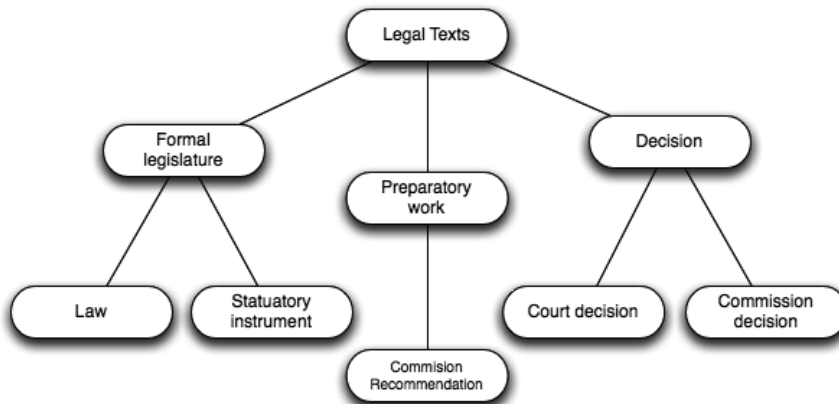 Legal Texts
Formal
legislature
Decision
Preparatory
work
Law
Statuatory
instrument
Court decision
Commission
decision
Commision
Recommendation